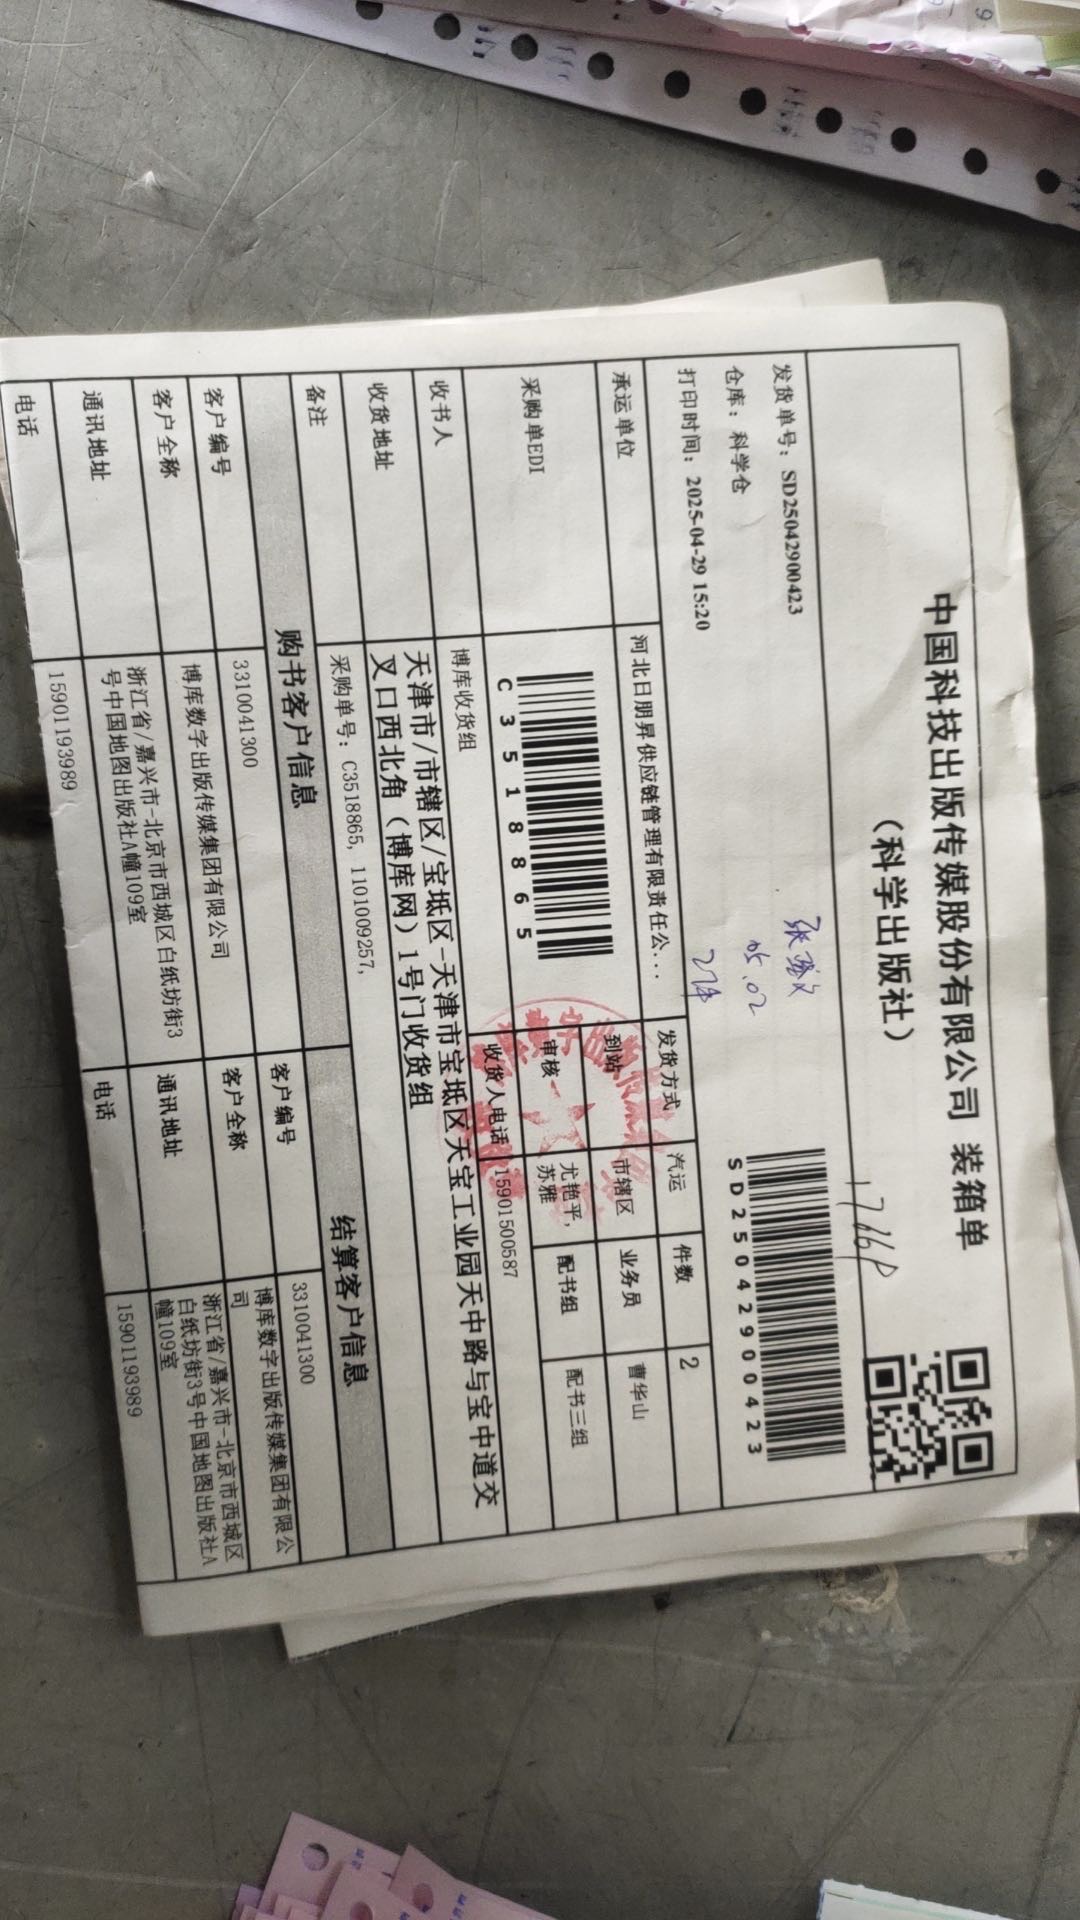 中国科技出版传媒股份有限公司 装箱单
（科学出版社）
1766P
发货单号：SD25042900423
仓库：科学仓
打印时间：2025-04-29 15:20
05.02
SD25042900423
承运单位 河北日朋昇供应链管理有限责任公... 发货方式 汽运 件数 2
采购单EDI C3518865 到站 市辖区 业务员 曹华山
审核 尤艳平,苏雅 配书组 配书三组
收书人 博库收货组 收货人电话 15901500587
收货地址 天津市/市辖区/宝坻区-天津市宝坻区天宝工业园天中路与宝中道交
叉口西北角（博库网）1号门收货组
备注 采购单号：C3518865, 1101009257,
购书客户信息 结算客户信息
客户编号 3310041300 客户编号 3310041300
客户全称 博库数字出版传媒集团有限公司 客户全称 博库数字出版传媒集团有限公
司
通讯地址 浙江省/嘉兴市-北京市西城区白纸坊街3 通讯地址 浙江省/嘉兴市-北京市西城区
号中国地图出版社A幢109室 白纸坊街3号中国地图出版社A
幢109室
电话 15901193989 电话 15901193989